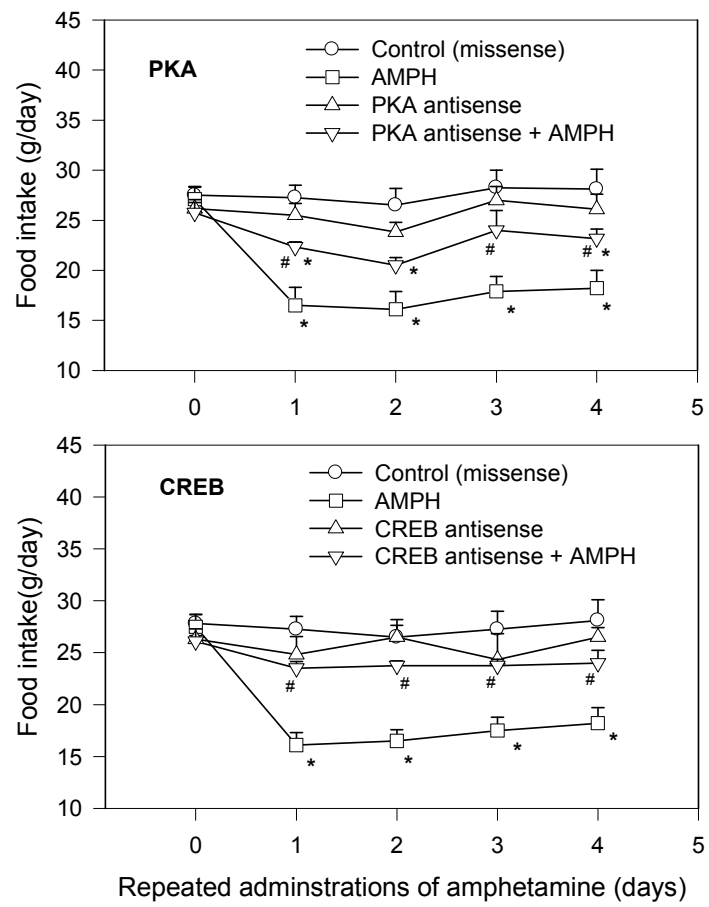 45
40
35
30
25
20
15
10
Food intake (g/day)
PKA
Control (missense)
AMPH
PKA antisense
PKA antisense + AMPH
# * * # # *
* * * *
0 1 2 3 4 5
45
40
35
30
25
20
15
10
Food intake(g/day)
CREB
Control (missense)
AMPH
CREB antisense
CREB antisense + AMPH
# # # #
* * * *
0 1 2 3 4 5
Repeated adminstrations of amphetamine (days)